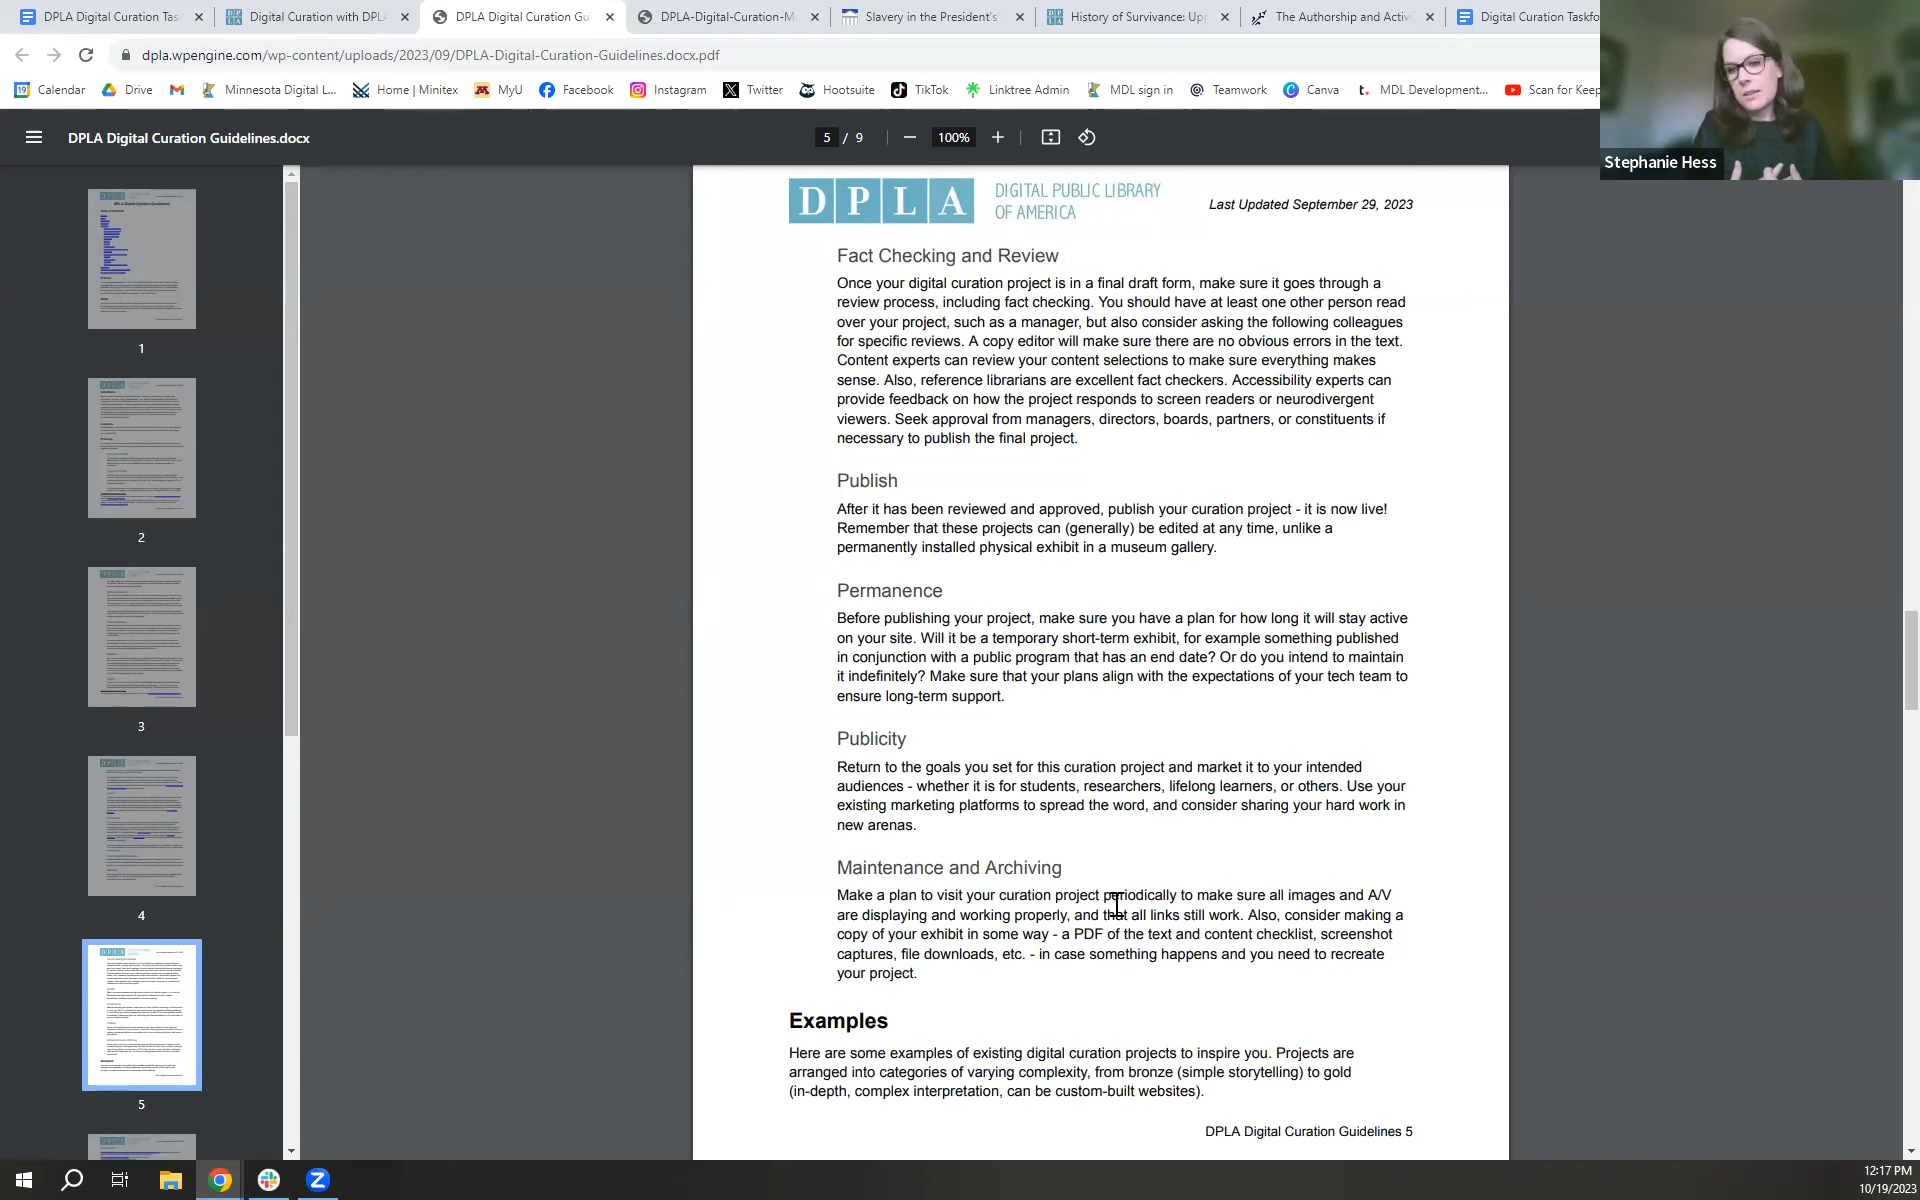 DPLA Digital Curation Tas
Digital Curation with DPL
DPLA Digital Curation Gu
DPLA-Digital-Curation-M
Slavery in the President's
History of Survivance: Up
The Authorship and Activ
Digital Curation Taskfo
dpla.wpengine.com/wp-content/uploads/2023/09/DPLA-Digital-Curation-Guidelines.docx.pdf
Calendar
Drive
Minnesota Digital L...
Home | Minitex
MyU
Facebook
Instagram
Twitter
Hootsuite
TikTok
Linktree Admin
MDL sign in
Teamwork
Canva
MDL Development...
Scan for Keep
Stephanie Hess
DPLA Digital Curation Guidelines.docx
5 / 9
100%
1
2
3
4
5
DPLA
DIGITAL PUBLIC LIBRARY
OF AMERICA
Last Updated September 29, 2023
Fact Checking and Review
Once your digital curation project is in a final draft form, make sure it goes through a
review process, including fact checking. You should have at least one other person read
over your project, such as a manager, but also consider asking the following colleagues
for specific reviews. A copy editor will make sure there are no obvious errors in the text.
Content experts can review your content selections to make sure everything makes
sense. Also, reference librarians are excellent fact checkers. Accessibility experts can
provide feedback on how the project responds to screen readers or neurodivergent
viewers. Seek approval from managers, directors, boards, partners, or constituents if
necessary to publish the final project.
Publish
After it has been reviewed and approved, publish your curation project - it is now live!
Remember that these projects can (generally) be edited at any time, unlike a
permanently installed physical exhibit in a museum gallery.
Permanence
Before publishing your project, make sure you have a plan for how long it will stay active
on your site. Will it be a temporary short-term exhibit, for example something published
in conjunction with a public program that has an end date? Or do you intend to maintain
it indefinitely? Make sure that your plans align with the expectations of your tech team to
ensure long-term support.
Publicity
Return to the goals you set for this curation project and market it to your intended
audiences - whether it is for students, researchers, lifelong learners, or others. Use your
existing marketing platforms to spread the word, and consider sharing your hard work in
new arenas.
Maintenance and Archiving
Make a plan to visit your curation project periodically to make sure all images and A/V
are displaying and working properly, and that all links still work. Also, consider making a
copy of your exhibit in some way - a PDF of the text and content checklist, screenshot
captures, file downloads, etc. - in case something happens and you need to recreate
your project.
Examples
Here are some examples of existing digital curation projects to inspire you. Projects are
arranged into categories of varying complexity, from bronze (simple storytelling) to gold
(in-depth, complex interpretation, can be custom-built websites).
DPLA Digital Curation Guidelines 5
12:17 PM
10/19/2023